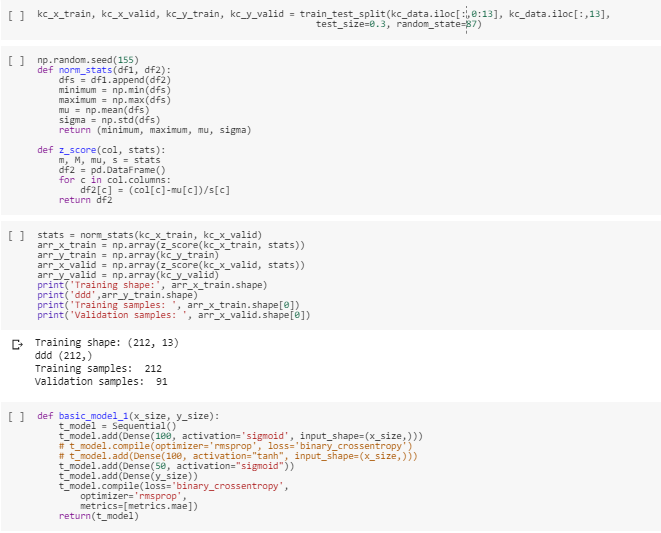 [ ] kc_x_train, kc_x_valid, kc_y_train, kc_y_valid = train_test_split(kc_data.iloc[:,0:13], kc_data.iloc[:,13],
test_size=0.3, random_state=87)
[ ] np.random.seed(155)
def norm_stats(df1, df2):
dfs = df1.append(df2)
minimum = np.min(dfs)
maximum = np.max(dfs)
mu = np.mean(dfs)
sigma = np.std(dfs)
return (minimum, maximum, mu, sigma)
def z_score(col, stats):
m, M, mu, s = stats
df2 = pd.DataFrame()
for c in col.columns:
df2[c] = (col[c]-mu[c])/s[c]
return df2
[ ] stats = norm_stats(kc_x_train, kc_x_valid)
arr_x_train = np.array(z_score(kc_x_train, stats))
arr_y_train = np.array(kc_y_train)
arr_x_valid = np.array(z_score(kc_x_valid, stats))
arr_y_valid = np.array(kc_y_valid)
print('Training shape:', arr_x_train.shape)
print('ddd',arr_y_train.shape)
print('Training samples: ', arr_x_train.shape[0])
print('Validation samples: ', arr_x_valid.shape[0])
Training shape: (212, 13)
ddd (212,)
Training samples:  212
Validation samples:  91
[ ] def basic_model_1(x_size, y_size):
t_model = Sequential()
t_model.add(Dense(100, activation='sigmoid', input_shape=(x_size,)))
# t_model.compile(optimizer='rmsprop', loss='binary_crossentropy')
# t_model.add(Dense(100, activation="tanh", input_shape=(x_size,)))
t_model.add(Dense(50, activation="sigmoid"))
t_model.add(Dense(y_size))
t_model.compile(loss='binary_crossentropy',
optimizer='rmsprop',
metrics=[metrics.mae])
return(t_model)